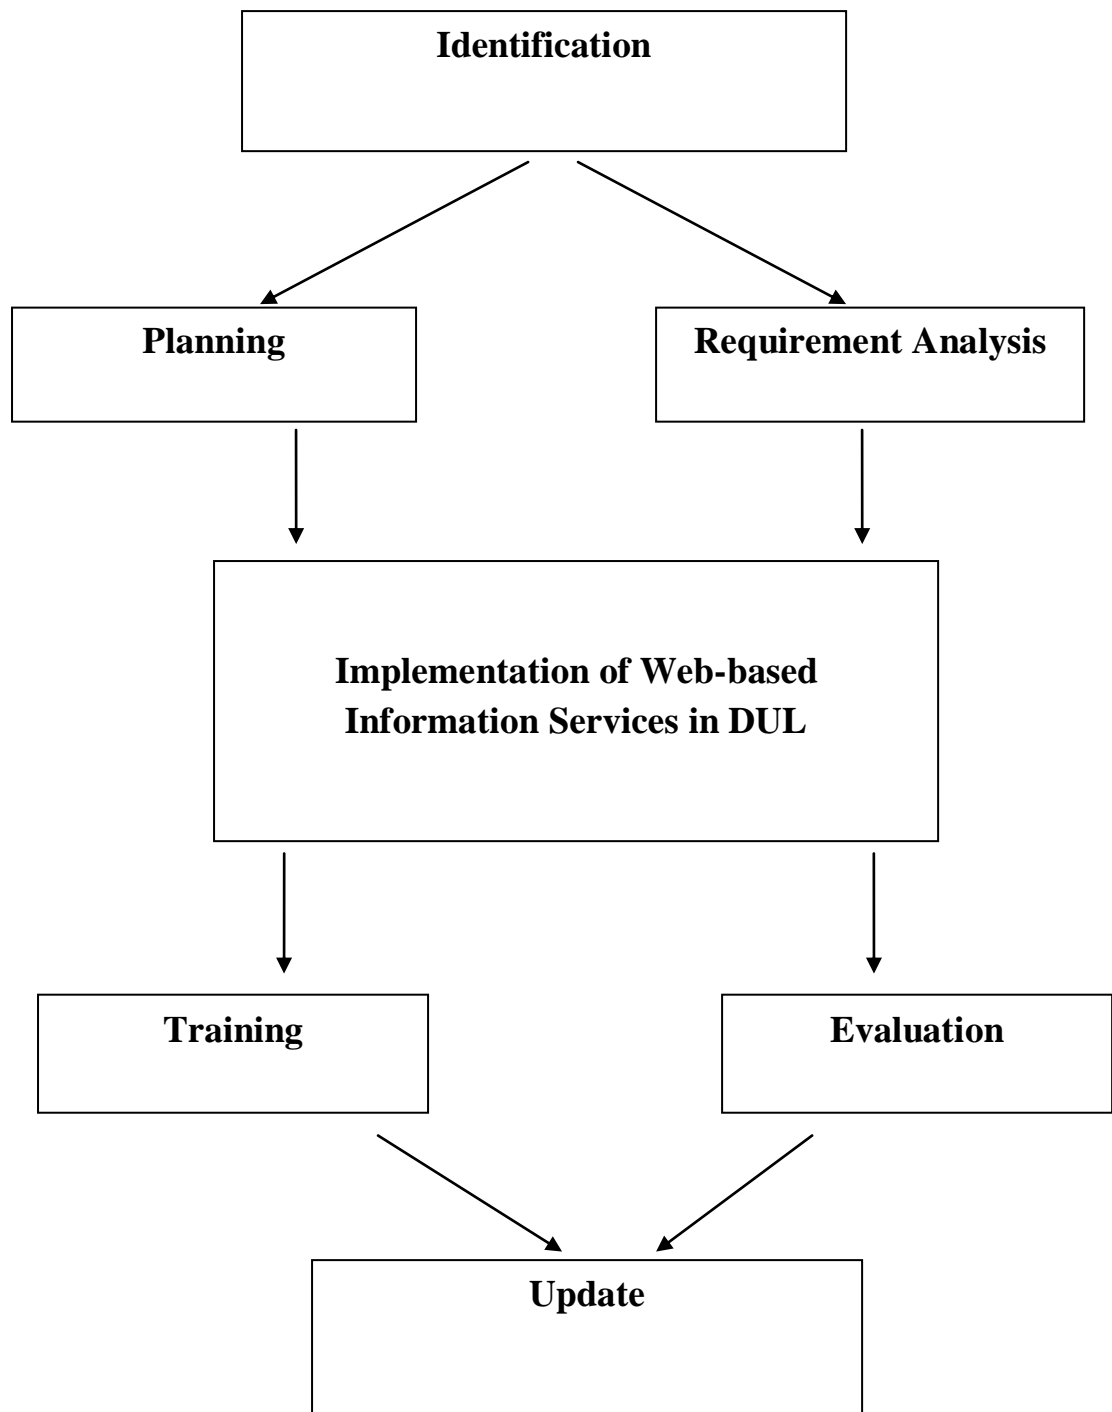 Identification
Planning
Requirement Analysis
Implementation of Web-based
Information Services in DUL
Training
Evaluation
Update